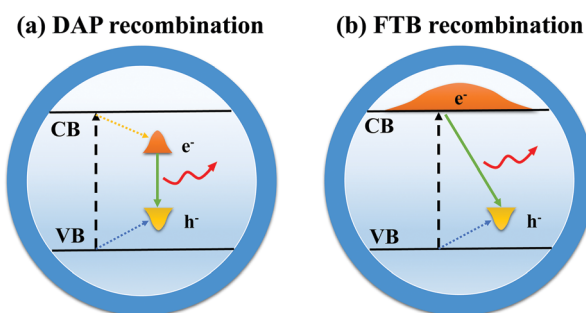 (a) DAP recombination
CB
e-
h-
VB
(b) FTB recombination
e-
CB
h-
VB